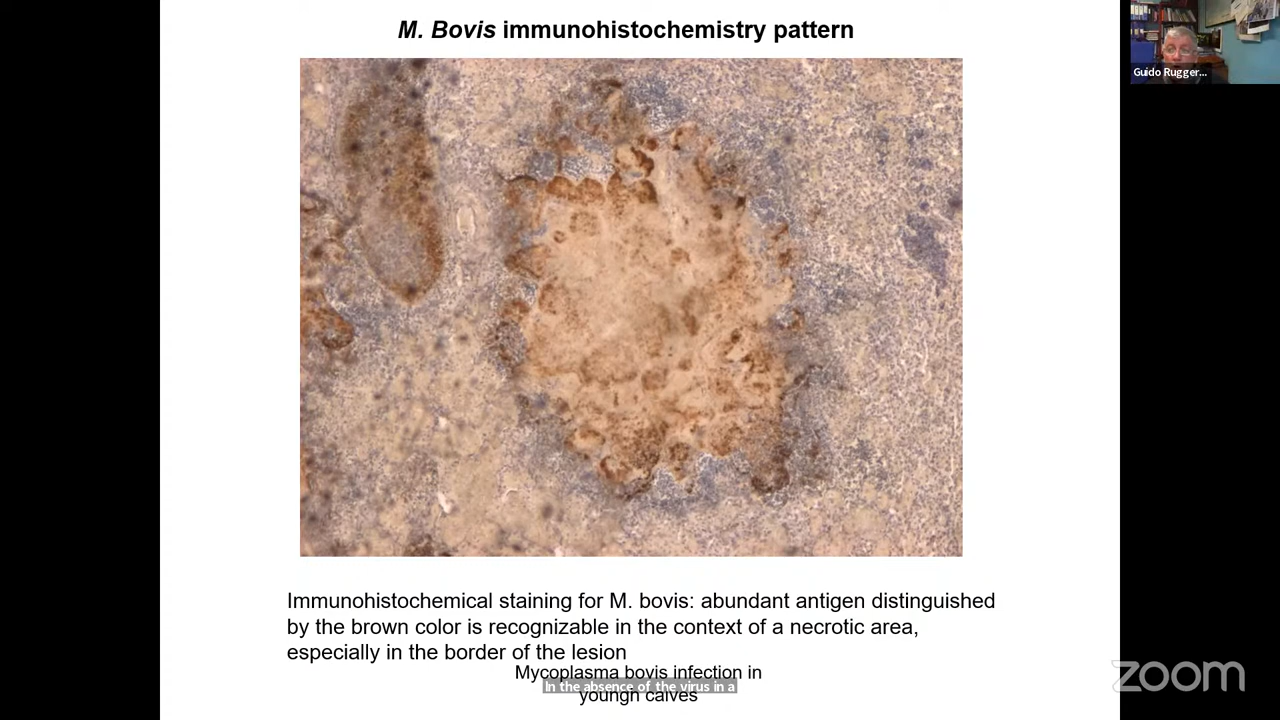 M. Bovis immunohistochemistry pattern
Guido Rugger...
Immunohistochemical staining for M. bovis: abundant antigen distinguished
by the brown color is recognizable in the context of a necrotic area,
especially in the border of the lesion
Mycoplasma bovis infection in
In the absence of the virus in a
youngh calves
zoom